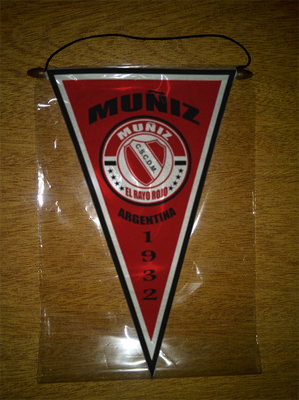 MUÑIZ
MUÑIZ
C.S.C.D.M.
EL RAYO ROJO
ARGENTINA
1932